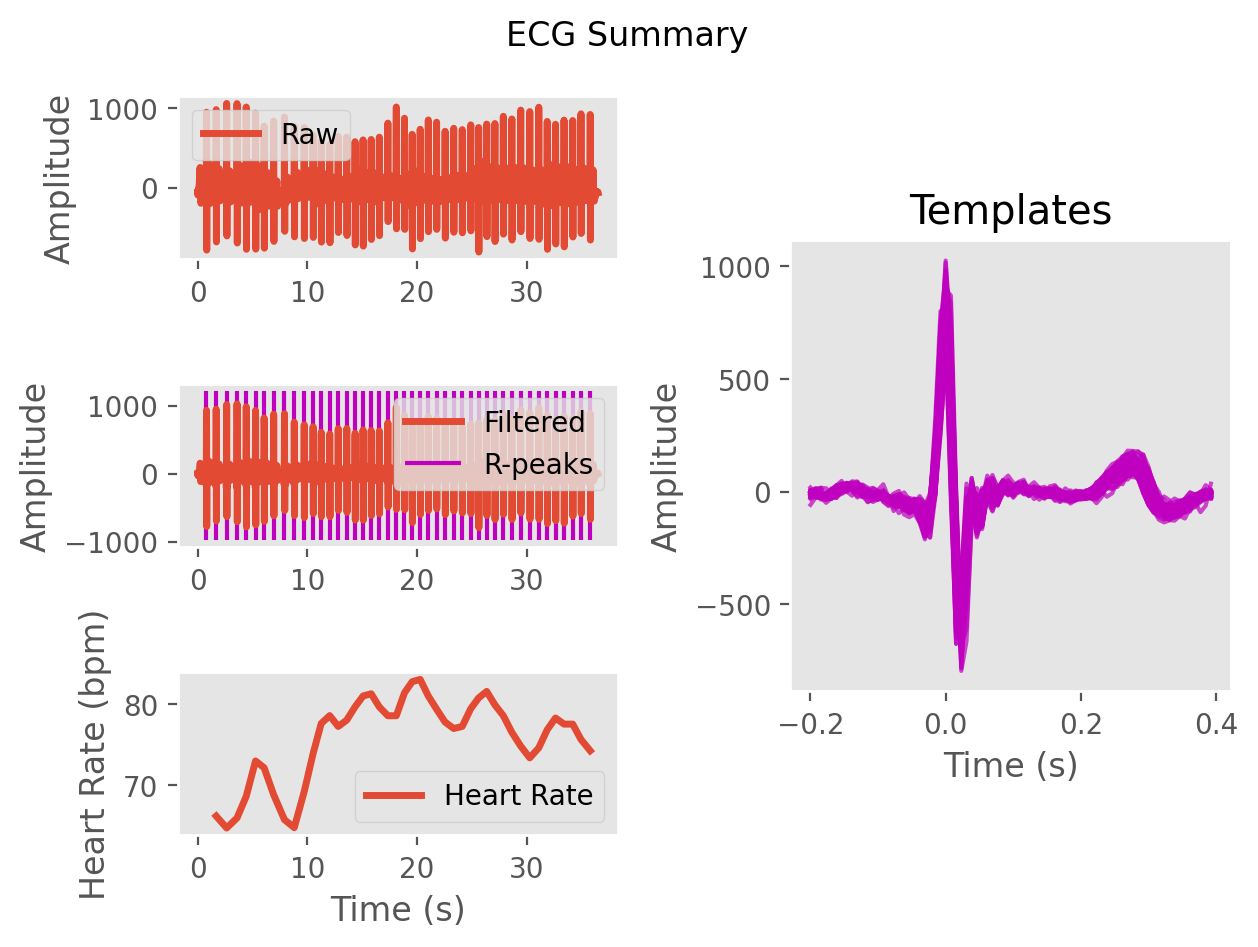 ECG Summary
Amplitude
1000
0
Raw
0
10
20
30
Amplitude
1000
0
−1000
Filtered
R-peaks
0
10
20
30
Heart Rate (bpm)
80
70
Heart Rate
0
10
20
30
Time (s)
Templates
Amplitude
1000
500
0
−500
−0.2
0.0
0.2
0.4
Time (s)